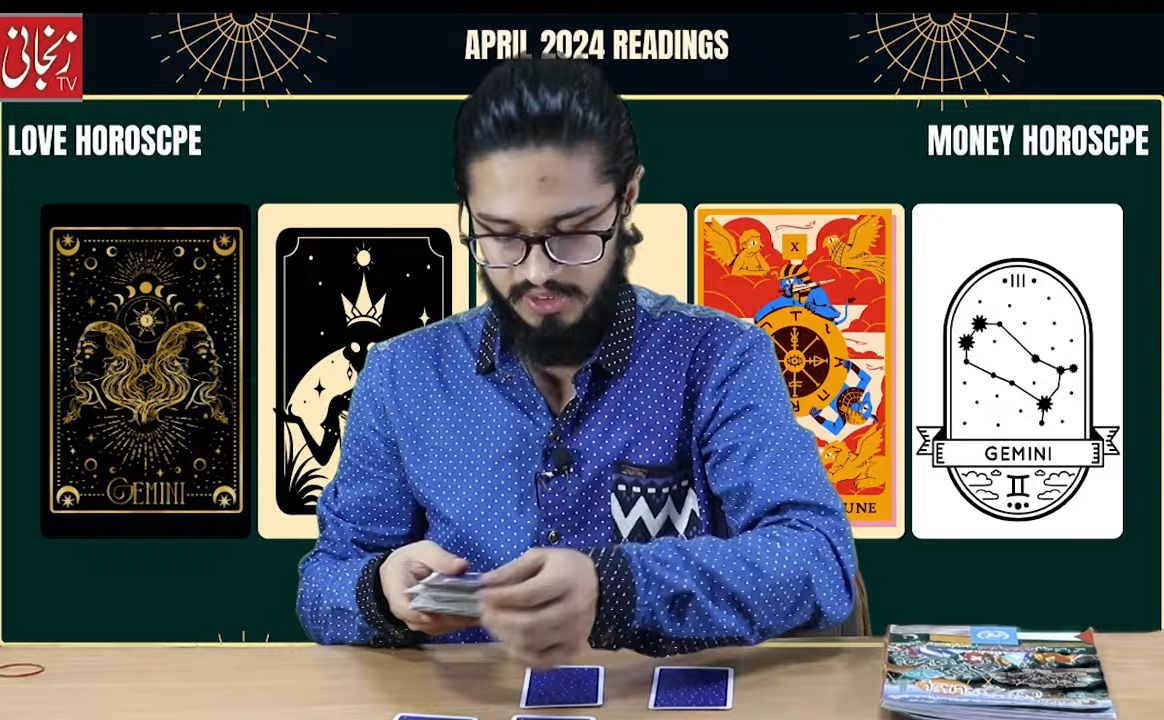 زنجانی
TV
APRIL 2024 READINGS
LOVE HOROSCPE
MONEY HOROSCPE
GEMINI
X
UNE
III
GEMINI